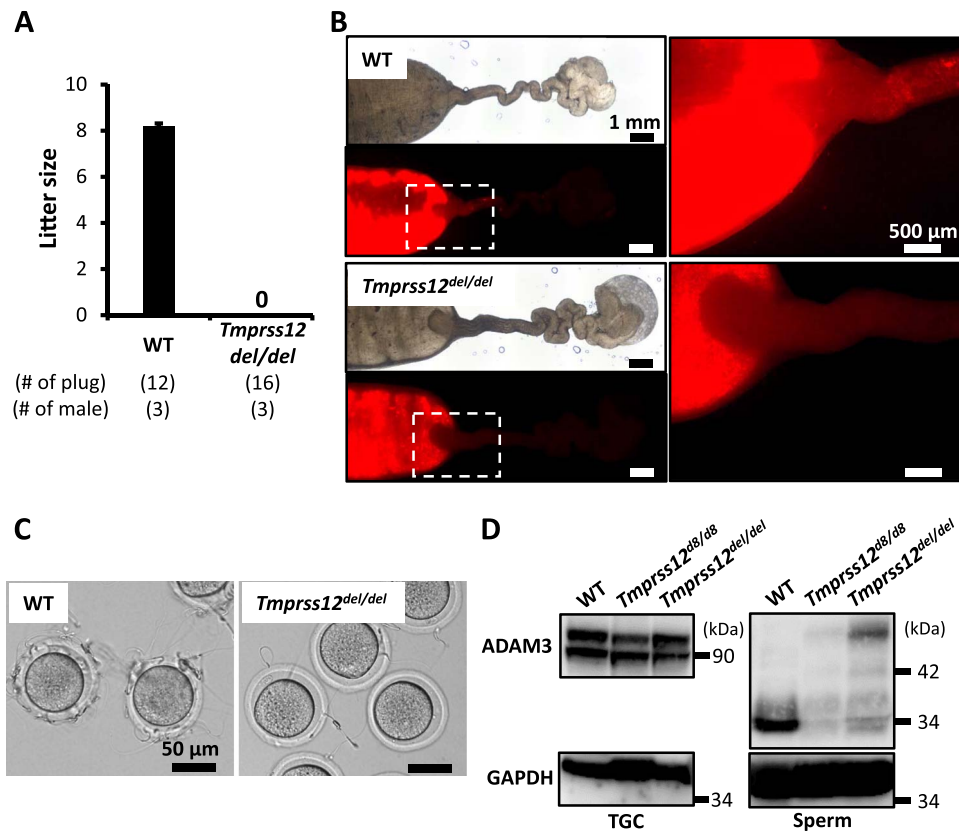 A
Litter size
10
8
6
4
2
0
0
WT
Tmprss12
del/del
(# of plug) (12) (16)
(# of male) (3) (3)
B
WT
1 mm
500 µm
Tmprss12del/del
C
WT
Tmprss12del/del
50 µm
D
WT Tmprss12d8/d8 Tmprss12del/del
WT Tmprss12d8/d8 Tmprss12del/del
ADAM3
(kDa)
90
(kDa)
42
34
GAPDH
34
34
TGC
Sperm